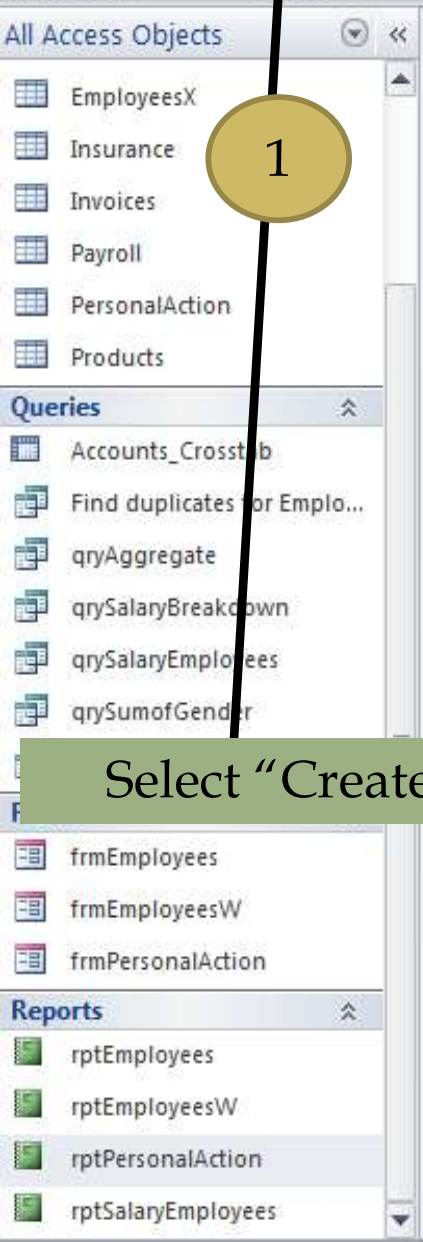 All Access Objects
EmployeesX
Insurance
1
Invoices
Payroll
PersonalAction
Products
Queries
Accounts_Crosstab
Find duplicates for Emplo...
qryAggregate
qrySalaryBreakdown
qrySalaryEmployees
qrySumofGender
Select “Create
frmEmployees
frmEmployeesW
frmPersonalAction
Reports
rptEmployees
rptEmployeesW
rptPersonalAction
rptSalaryEmployees